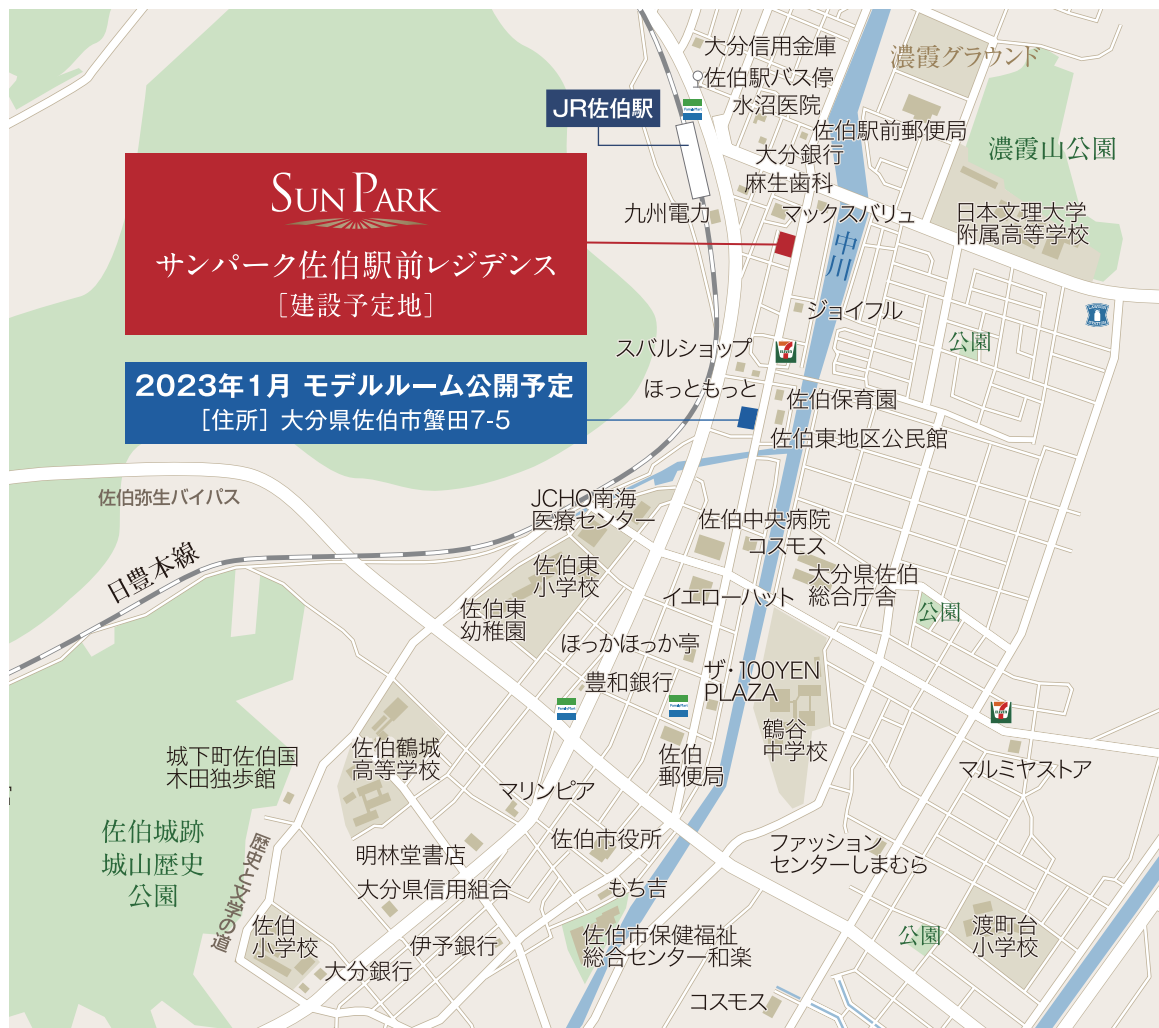 大分信用金庫
濃霞グラウンド
佐伯駅バス停
FamilyMart
JR佐伯駅
水沼医院
佐伯駅前郵便局
濃霞山公園
大分銀行
麻生歯科
SUN PARK
サンパーク佐伯駅前レジデンス
［建設予定地］
九州電力
マックスバリュ
日本文理大学
附属高等学校
中川
ジョイフル
公園
スバルショップ
7 ELEVEN
2023年1月 モデルルーム公開予定
［住所］大分県佐伯市蟹田7-5
ほっともっと
佐伯保育園
佐伯東地区公民館
佐伯弥生バイパス
JCHO南海
医療センター
日豊本線
佐伯中央病院
コスモス
佐伯東
小学校
大分県佐伯
総合庁舎
イエローハット
公園
佐伯東
幼稚園
ほっかほっか亭
豊和銀行
ザ・100YEN
PLAZA
FamilyMart
FamilyMart
7 ELEVEN
鶴谷
中学校
城下町佐伯国
木田独歩館
佐伯鶴城
高等学校
佐伯
郵便局
マルミヤストア
マリンピア
佐伯城跡
城山歴史
公園
歴史と文学の道
明林堂書店
佐伯市役所
ファッション
センターしまむら
大分県信用組合
もち吉
佐伯
小学校
伊予銀行
大分銀行
佐伯市保健福祉
総合センター和楽
公園
渡町台
小学校
コスモス